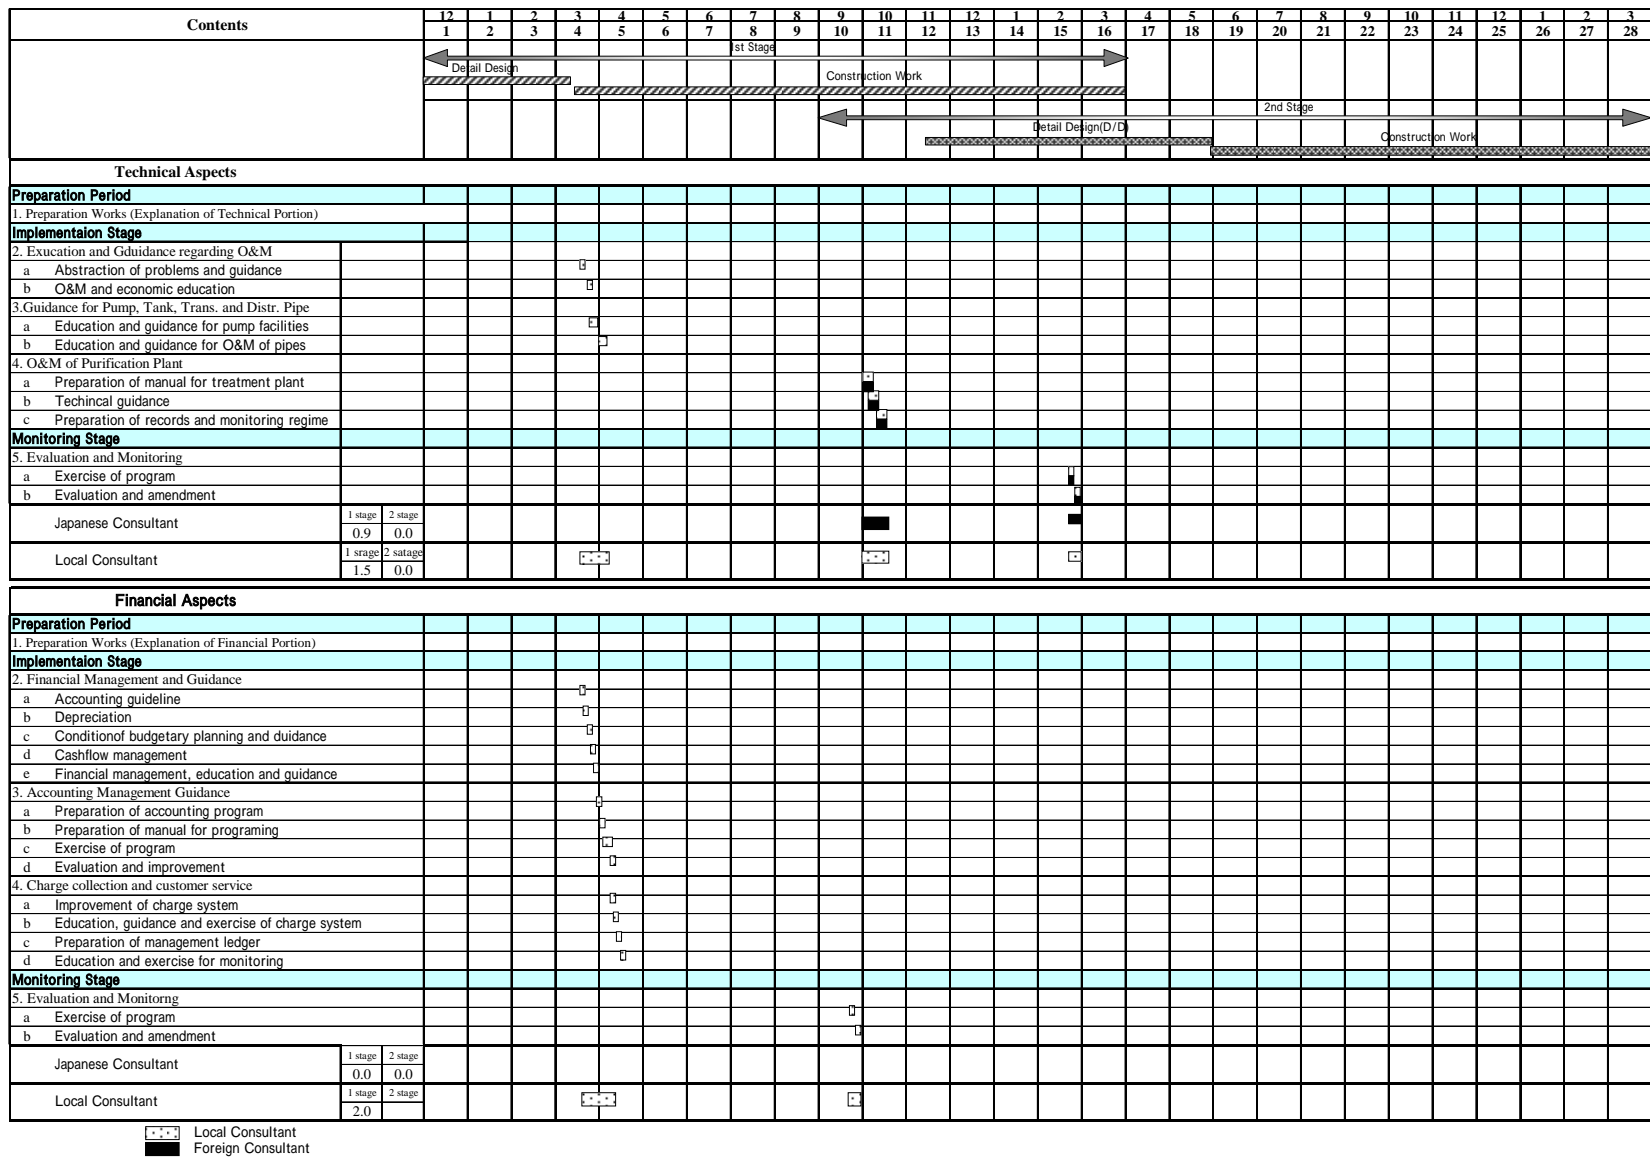 Contents 12 1 2 3 4 6 7 8 9 10 11 12 1 2 3 4 5 6 7 8 9 10 11 12 1 2 3
1 2 3 4 5 6 7 8 9 10 11 12 13 14 15 16 17 18 19 20 21 22 23 24 25 26 27 28
1st Stage
Detail Design
Construction Work
2nd Stage
Detail Design(D/D)
Construction Work
Technical Aspects
Preparation Period
1. Preparation Works (Explanation of Technical Portion)
Implementaion Stage
2. Exucation and Gduidance regarding O&M
a Abstraction of problems and guidance
b O&M and economic education
3.Guidance for Pump, Tank, Trans. and Distr. Pipe
a Education and guidance for pump facilities
b Education and guidance for O&M of pipes
4. O&M of Purification Plant
a Preparation of manual for treatment plant
b Techincal guidance
c Preparation of records and monitoring regime
Monitoring Stage
5. Evaluation and Monitoring
a Exercise of program
b Evaluation and amendment
Japanese Consultant 1 stage 2 stage
0.9 0.0
Local Consultant 1 srage 2 satage
1.5 0.0
Financial Aspects
Preparation Period
1. Preparation Works (Explanation of Financial Portion)
Implementaion Stage
2. Financial Management and Guidance
a Accounting guideline
b Depreciation
c Conditionof budgetary planning and duidance
d Cashflow management
e Financial management, education and guidance
3. Accounting Management Guidance
a Preparation of accounting program
b Preparation of manual for programing
c Exercise of program
d Evaluation and improvement
4. Charge collection and customer service
a Improvement of charge system
b Education, guidance and exercise of charge system
c Preparation of management ledger
d Education and exercise for monitoring
Monitoring Stage
5. Evaluation and Monitorng
a Exercise of program
b Evaluation and amendment
Japanese Consultant 1 stage 2 stage
0.0 0.0
Local Consultant 1 stage 2 stage
2.0
Local Consultant
Foreign Consultant